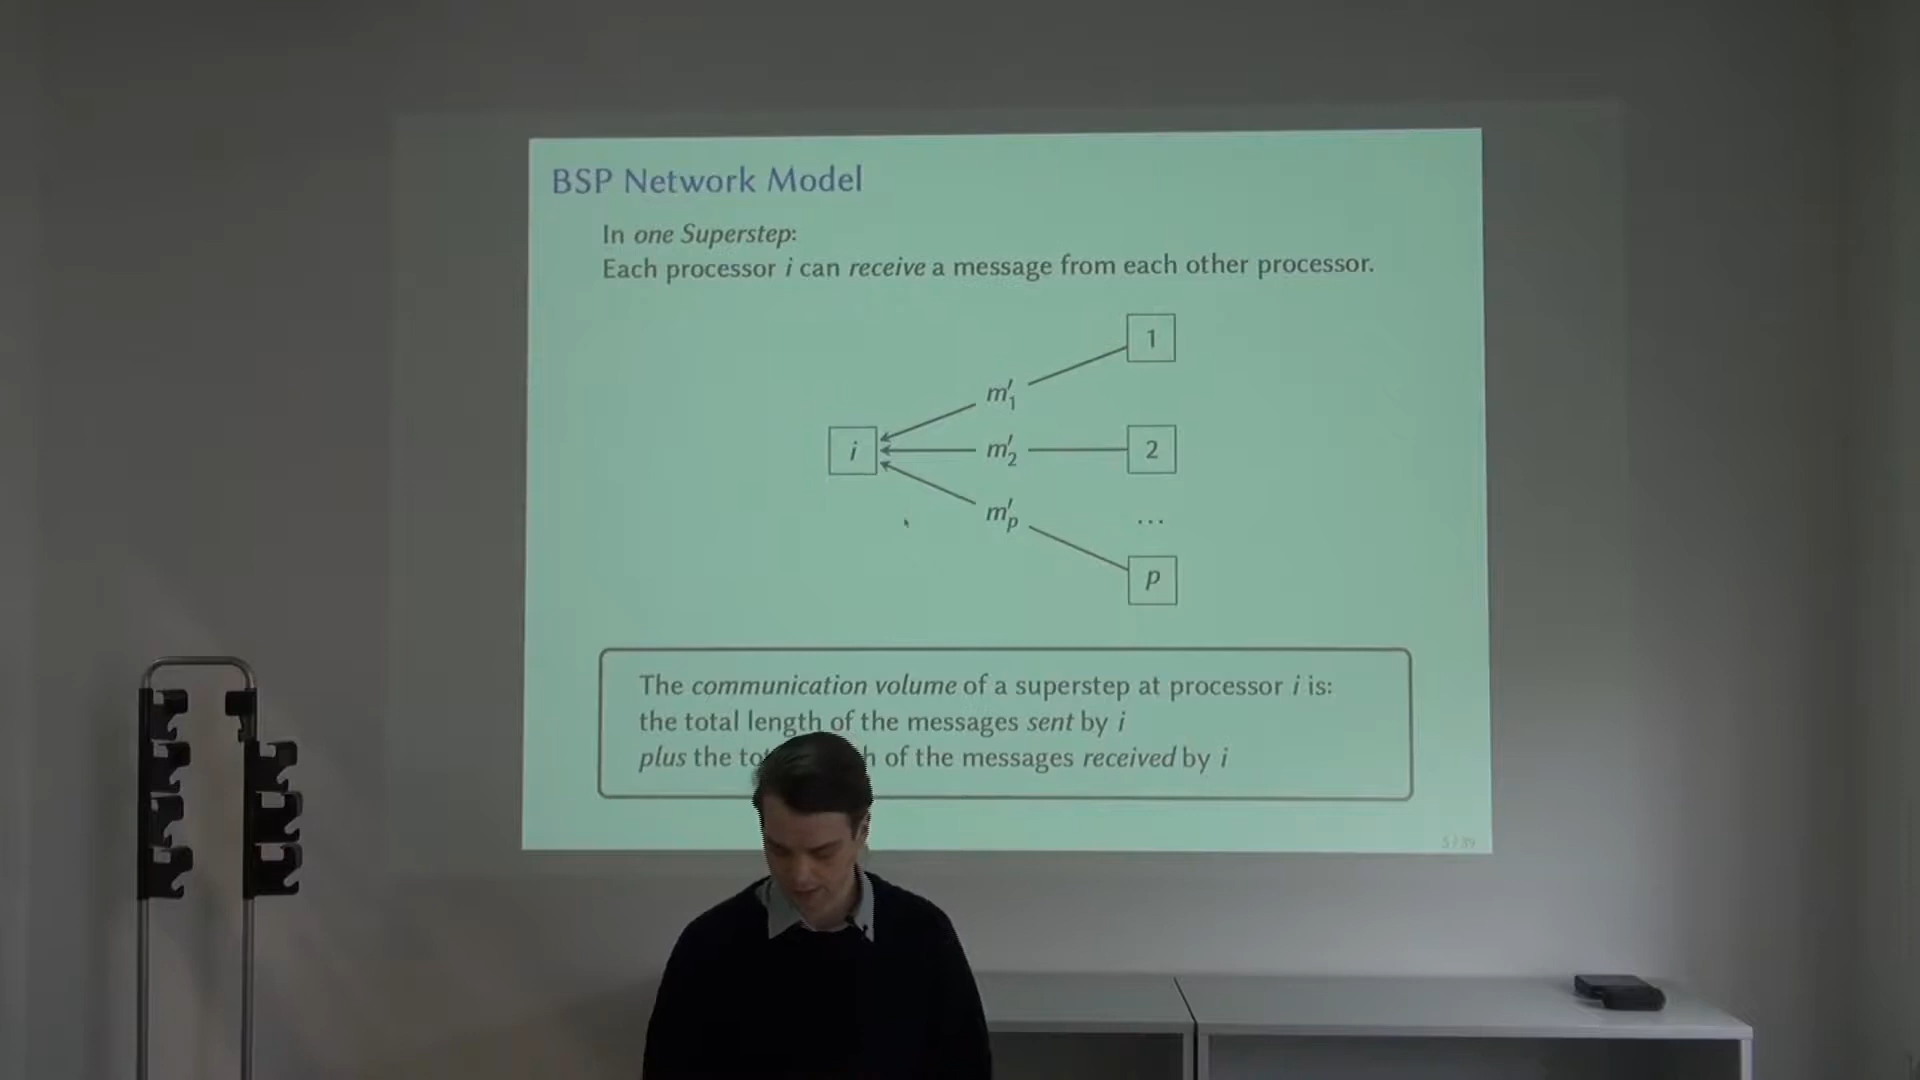 BSP Network Model
In one Superstep:
Each processor i can receive a message from each other processor.
1
m′₁
i
m′₂
2
m′ₚ
...
p
The communication volume of a superstep at processor i is:
the total length of the messages sent by i
plus the of the messages received by i
5 / 39